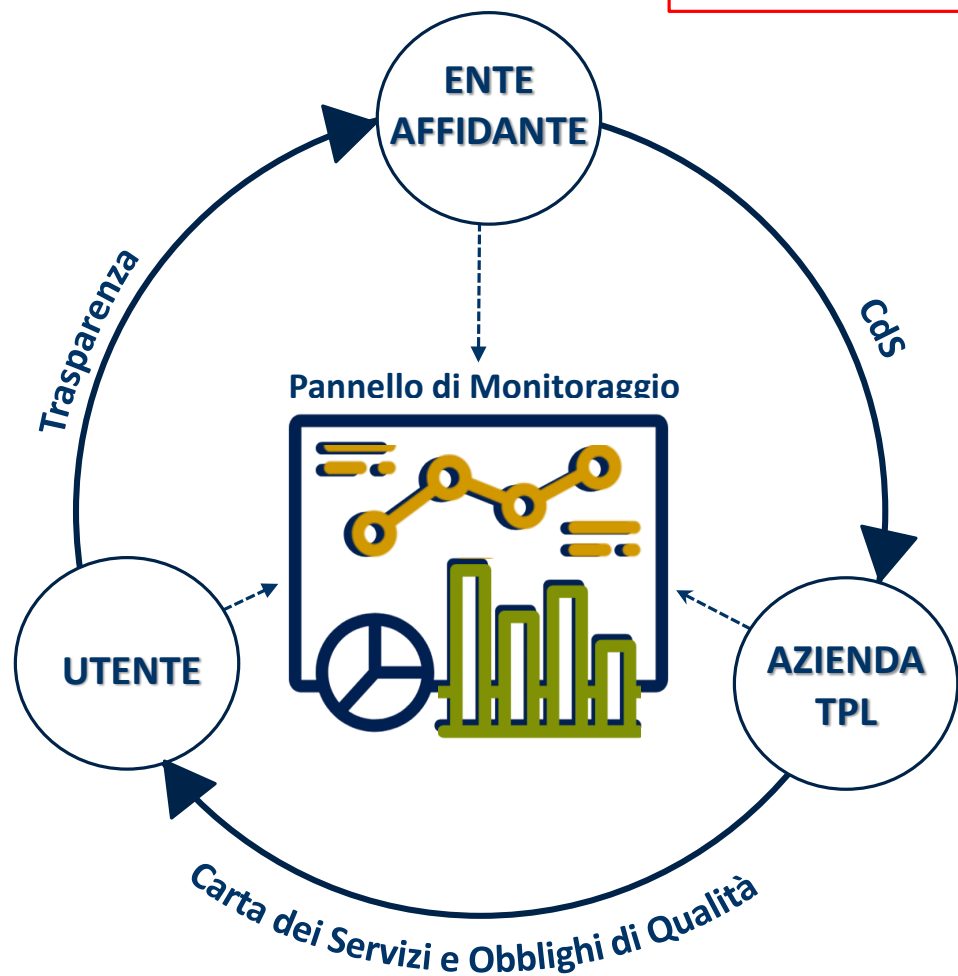 ENTE
AFFIDANTE
Trasparenza
CdS
Pannello di Monitoraggio
UTENTE
AZIENDA
TPL
Carta dei Servizi e Obblighi di Qualità